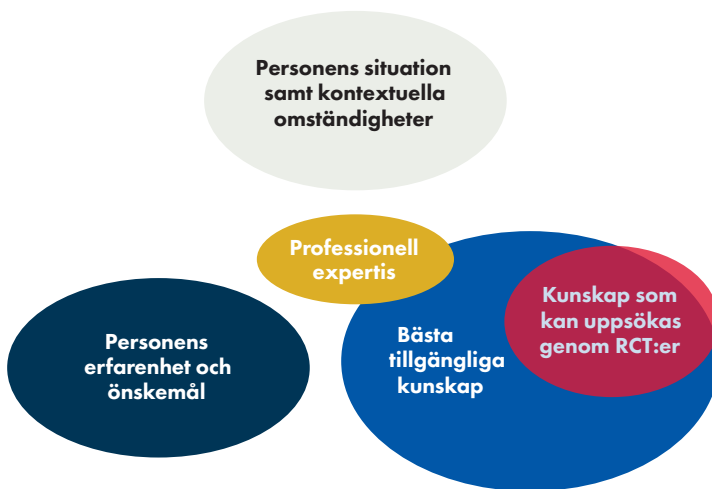 Personens situation
samt kontextuella
omständigheter
Professionell
expertis
Kunskap som
kan uppsökas
genom RCT:er
Bästa
tillgängliga
kunskap
Personens
erfarenhet och
önskemål